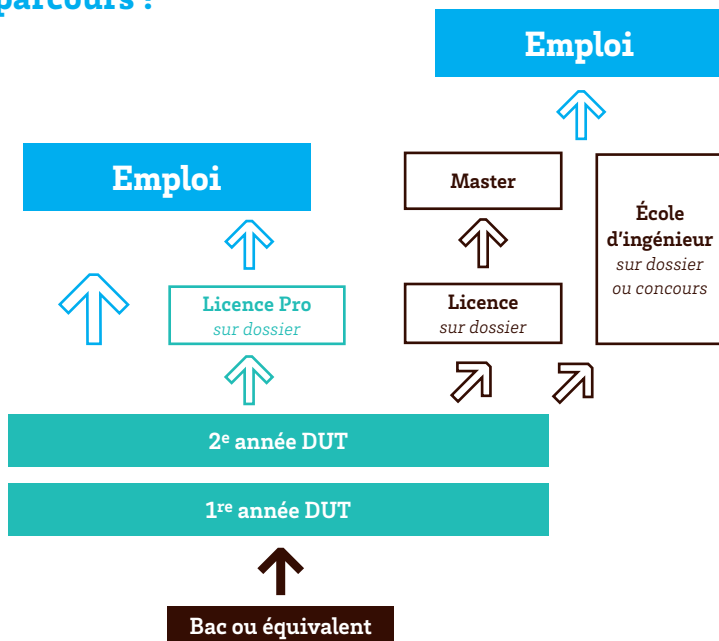 parcours :
Emploi
Emploi
Master
École
d'ingénieur
sur dossier
ou concours
Licence Pro
sur dossier
Licence
sur dossier
2e année DUT
1re année DUT
Bac ou équivalent